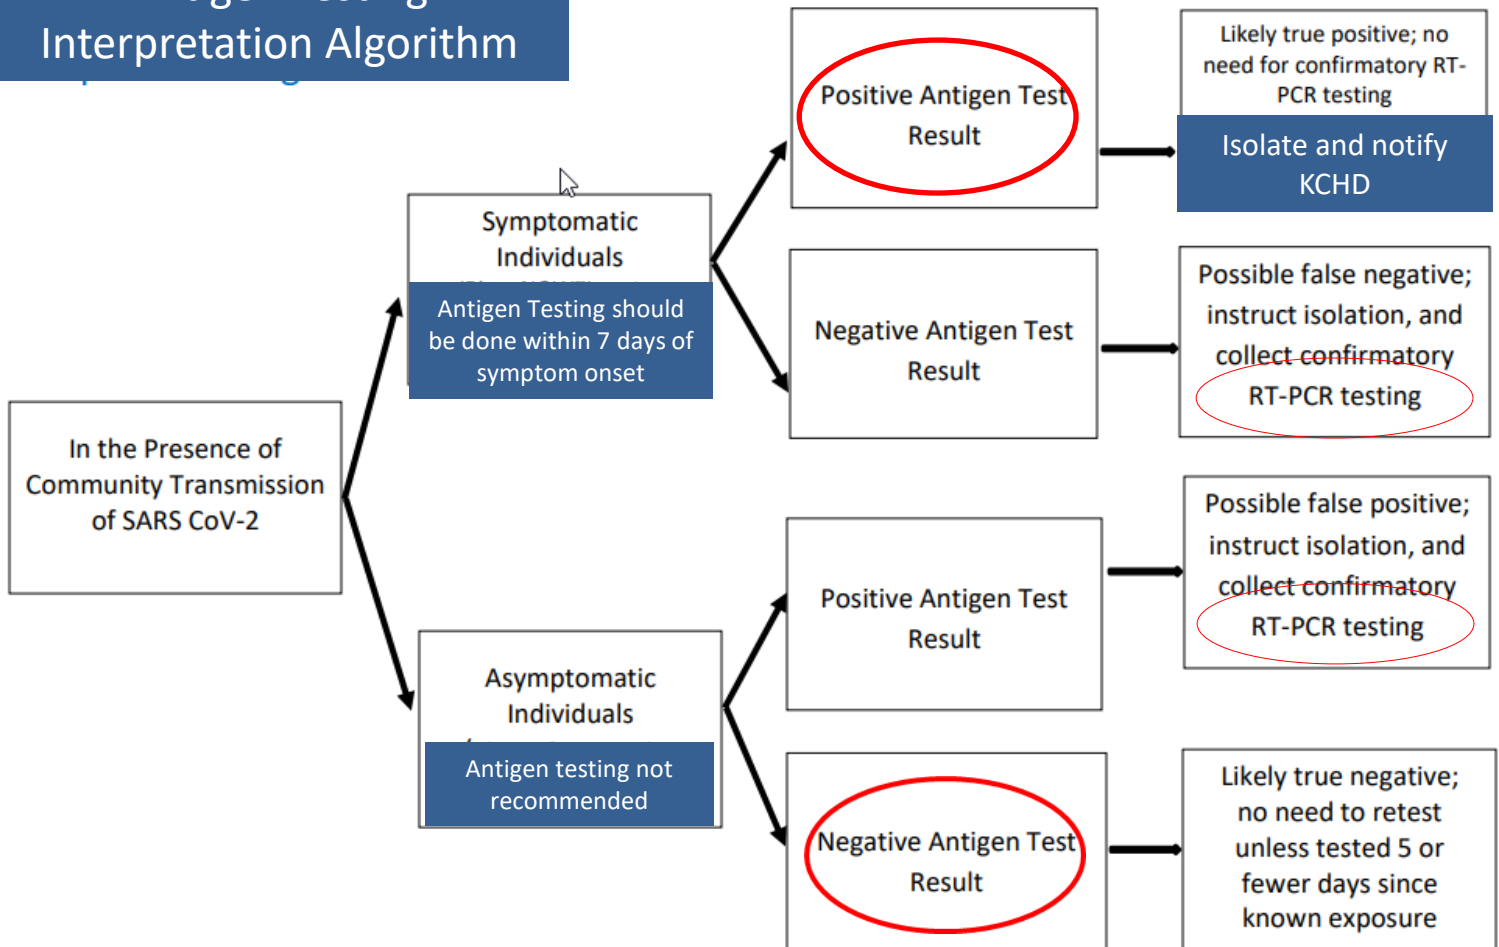 Interpretation Algorithm
In the Presence of
Community Transmission
of SARS CoV-2
Symptomatic
Individuals
Antigen Testing should
be done within 7 days of
symptom onset
Asymptomatic
Individuals
Antigen testing not
recommended
Positive Antigen Test
Result
Negative Antigen Test
Result
Positive Antigen Test
Result
Negative Antigen Test
Result
Likely true positive; no
need for confirmatory RT-
PCR testing
Isolate and notify
KCHD
Possible false negative;
instruct isolation, and
collect confirmatory
RT-PCR testing
Possible false positive;
instruct isolation, and
collect confirmatory
RT-PCR testing
Likely true negative;
no need to retest
unless tested 5 or
fewer days since
known exposure